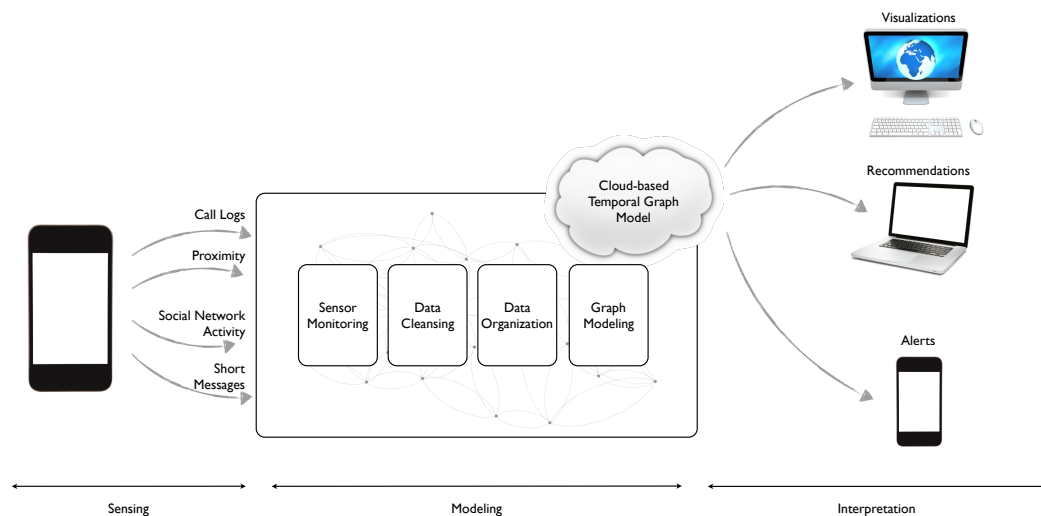 Visualizations
Recommendations
Cloud-based
Temporal Graph
Model
Call Logs
Proximity
Social Network
Activity
Short
Messages
Sensor
Monitoring
Data
Cleansing
Data
Organization
Graph
Modeling
Alerts
Sensing
Modeling
Interpretation